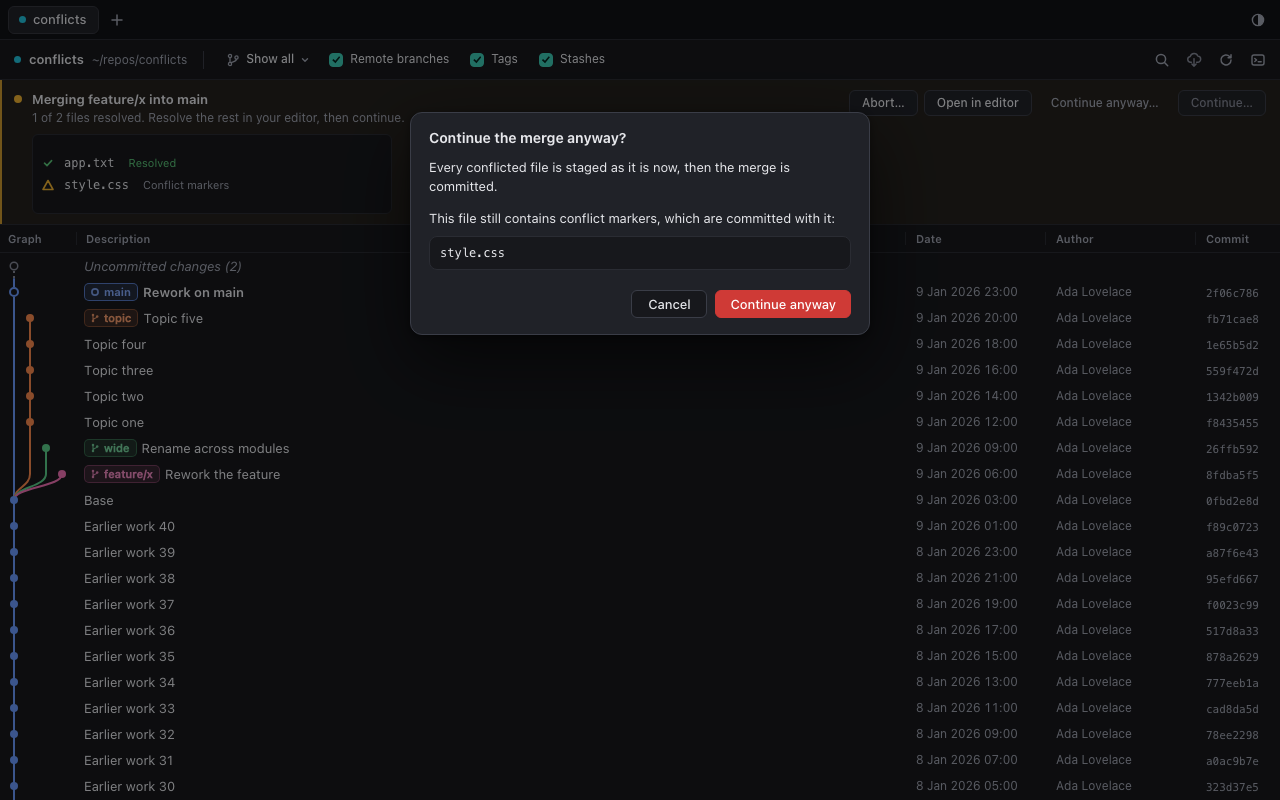 conflicts
conflicts ~/repos/conflicts Show all Remote branches Tags Stashes
Merging feature/x into main
1 of 2 files resolved. Resolve the rest in your editor, then continue.
Abort... Open in editor Continue anyway... Continue...
app.txt Resolved
style.css Conflict markers
Continue the merge anyway?
Every conflicted file is staged as it is now, then the merge is
committed.
This file still contains conflict markers, which are committed with it:
style.css
Cancel Continue anyway
Graph Description Date Author Commit
Uncommitted changes (2)
main Rework on main 9 Jan 2026 23:00 Ada Lovelace 2f06c786
topic Topic five 9 Jan 2026 20:00 Ada Lovelace fb71cae8
Topic four 9 Jan 2026 18:00 Ada Lovelace 1e65b5d2
Topic three 9 Jan 2026 16:00 Ada Lovelace 559f472d
Topic two 9 Jan 2026 14:00 Ada Lovelace 1342b009
Topic one 9 Jan 2026 12:00 Ada Lovelace f8435455
wide Rename across modules 9 Jan 2026 09:00 Ada Lovelace 26ffb592
feature/x Rework the feature 9 Jan 2026 06:00 Ada Lovelace 8fdba5f5
Base 9 Jan 2026 03:00 Ada Lovelace 0fbd2e8d
Earlier work 40 9 Jan 2026 01:00 Ada Lovelace f89c0723
Earlier work 39 8 Jan 2026 23:00 Ada Lovelace a87f6e43
Earlier work 38 8 Jan 2026 21:00 Ada Lovelace 95efd667
Earlier work 37 8 Jan 2026 19:00 Ada Lovelace f0023c99
Earlier work 36 8 Jan 2026 17:00 Ada Lovelace 517d8a33
Earlier work 35 8 Jan 2026 15:00 Ada Lovelace 878a2629
Earlier work 34 8 Jan 2026 13:00 Ada Lovelace 777eeb1a
Earlier work 33 8 Jan 2026 11:00 Ada Lovelace cad8da5d
Earlier work 32 8 Jan 2026 09:00 Ada Lovelace 78ee2298
Earlier work 31 8 Jan 2026 07:00 Ada Lovelace a0ac9b7e
Earlier work 30 8 Jan 2026 05:00 Ada Lovelace 323d37e5